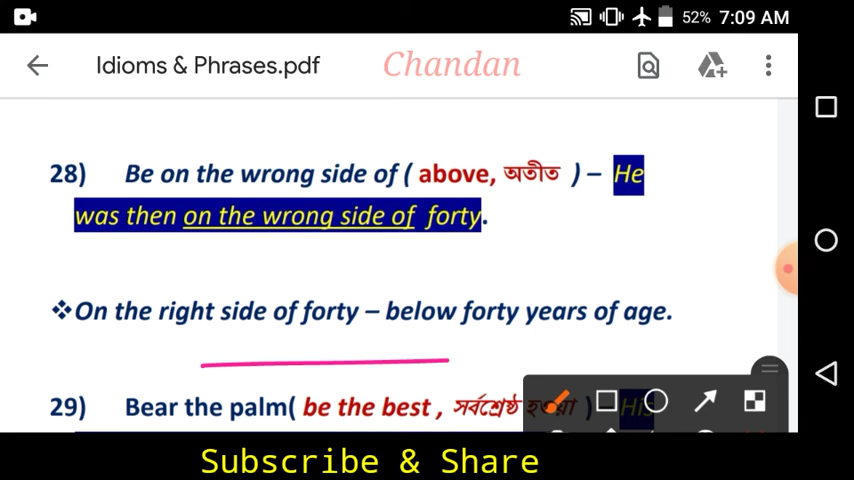 52% 7:09 AM
Idioms & Phrases.pdf Chandan
28) Be on the wrong side of ( above, অতীত ) – He
was then on the wrong side of forty.
❖On the right side of forty – below forty years of age.
29) Bear the palm( be the best , সর্বশ্রেষ্ঠ হওয়া ) – His
Subscribe & Share